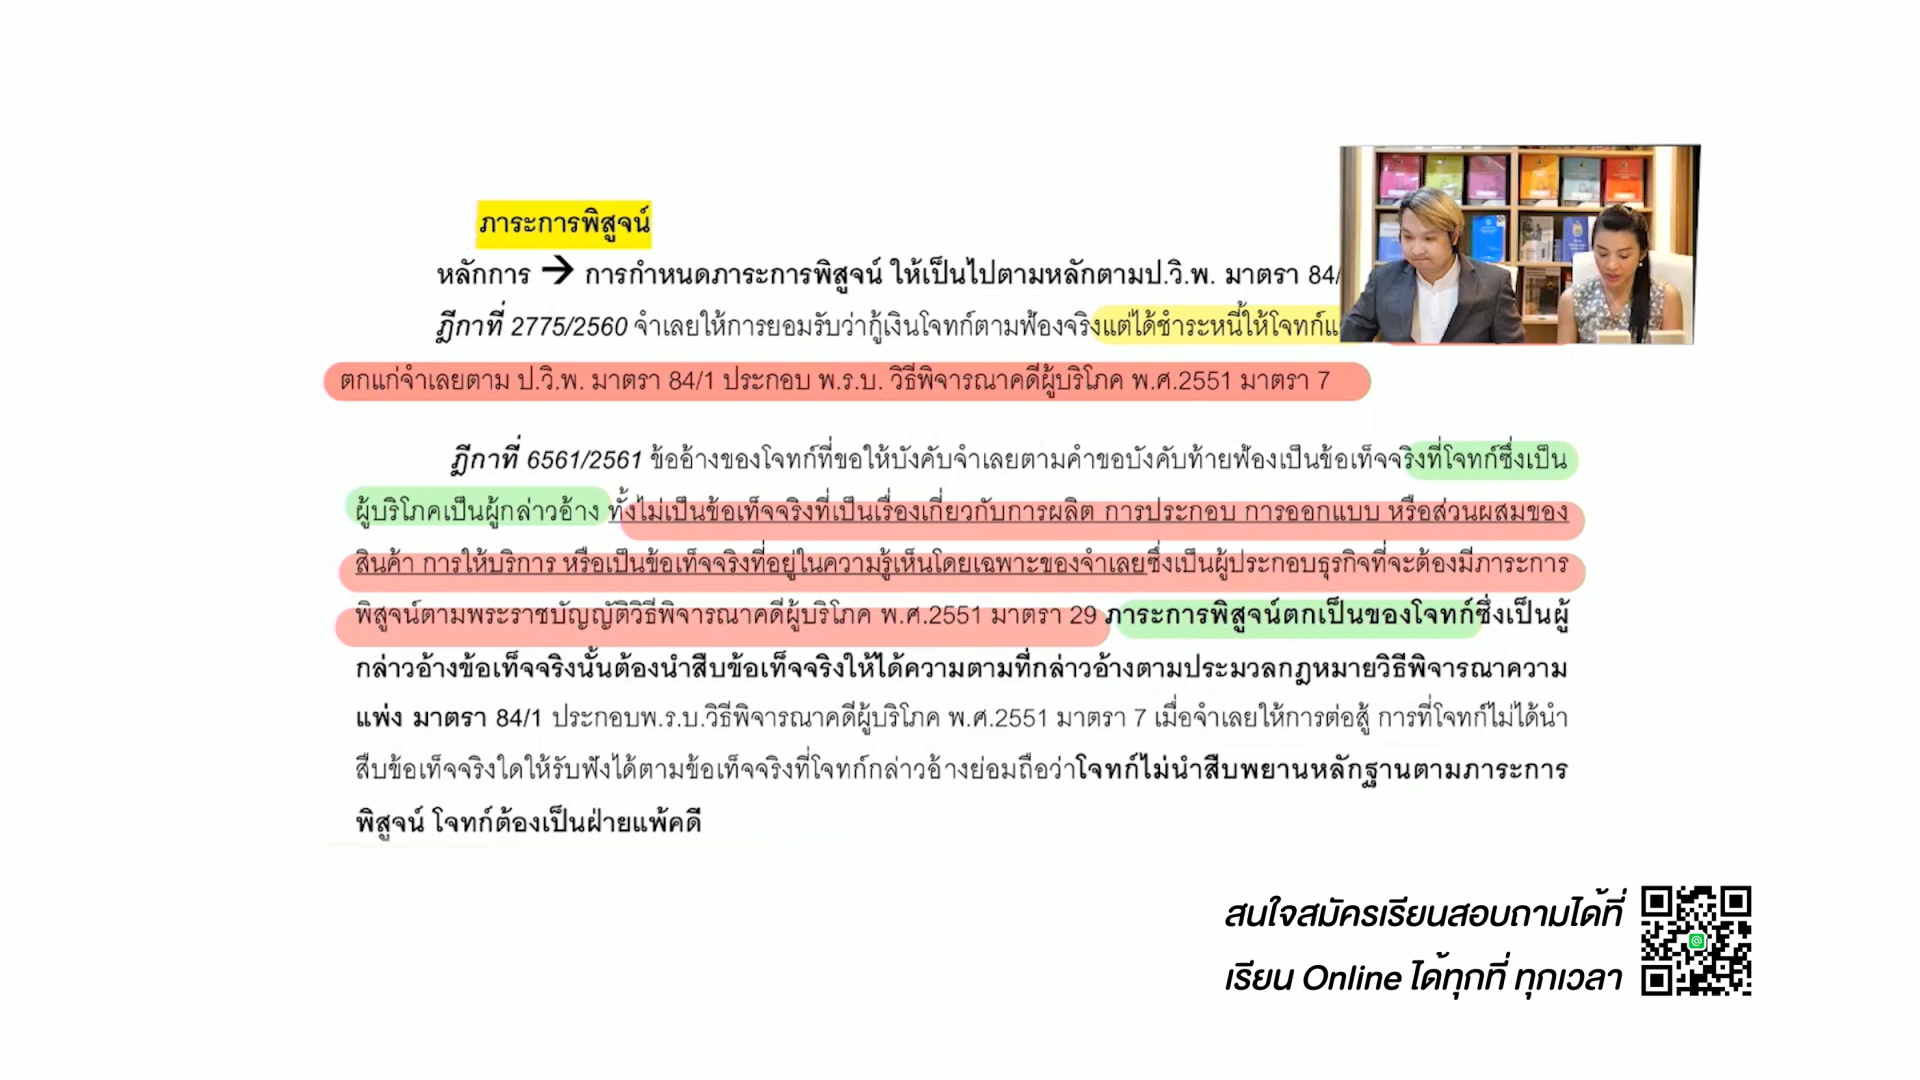 ภาระการพิสูจน์
หลักการ → การกำหนดภาระการพิสูจน์ ให้เป็นไปตามหลักตามป.วิ.พ. มาตรา 84/
ฎีกาที่ 2775/2560 จำเลยให้การยอมรับว่ากู้เงินโจทก์ตามฟ้องจริงแต่ได้ชำระหนี้ให้โจทก์แ
ตกแก่จำเลยตาม ป.วิ.พ. มาตรา 84/1 ประกอบ พ.ร.บ. วิธีพิจารณาคดีผู้บริโภค พ.ศ.2551 มาตรา 7
ฎีกาที่ 6561/2561 ข้ออ้างของโจทก์ที่ขอให้บังคับจำเลยตามคำขอบังคับท้ายฟ้องเป็นข้อเท็จจริงที่โจทก์ซึ่งเป็น
ผู้บริโภคเป็นผู้กล่าวอ้าง ทั้งไม่เป็นข้อเท็จจริงที่เป็นเรื่องเกี่ยวกับการผลิต การประกอบ การออกแบบ หรือส่วนผสมของ
สินค้า การให้บริการ หรือเป็นข้อเท็จจริงที่อยู่ในความรู้เห็นโดยเฉพาะของจำเลยซึ่งเป็นผู้ประกอบธุรกิจที่จะต้องมีภาระการ
พิสูจน์ตามพระราชบัญญัติวิธีพิจารณาคดีผู้บริโภค พ.ศ.2551 มาตรา 29 ภาระการพิสูจน์ตกเป็นของโจทก์ซึ่งเป็นผู้
กล่าวอ้างข้อเท็จจริงนั้นต้องนำสืบข้อเท็จจริงให้ได้ความตามที่กล่าวอ้างตามประมวลกฎหมายวิธีพิจารณาความ
แพ่ง มาตรา 84/1 ประกอบพ.ร.บ.วิธีพิจารณาคดีผู้บริโภค พ.ศ.2551 มาตรา 7 เมื่อจำเลยให้การต่อสู้ การที่โจทก์ไม่ได้นำ
สืบข้อเท็จจริงใดให้รับฟังได้ตามข้อเท็จจริงที่โจทก์กล่าวอ้างย่อมถือว่าโจทก์ไม่นำสืบพยานหลักฐานตามภาระการ
พิสูจน์ โจทก์ต้องเป็นฝ่ายแพ้คดี
สนใจสมัครเรียนสอบถามได้ที่
เรียน Online ได้ทุกที่ ทุกเวลา